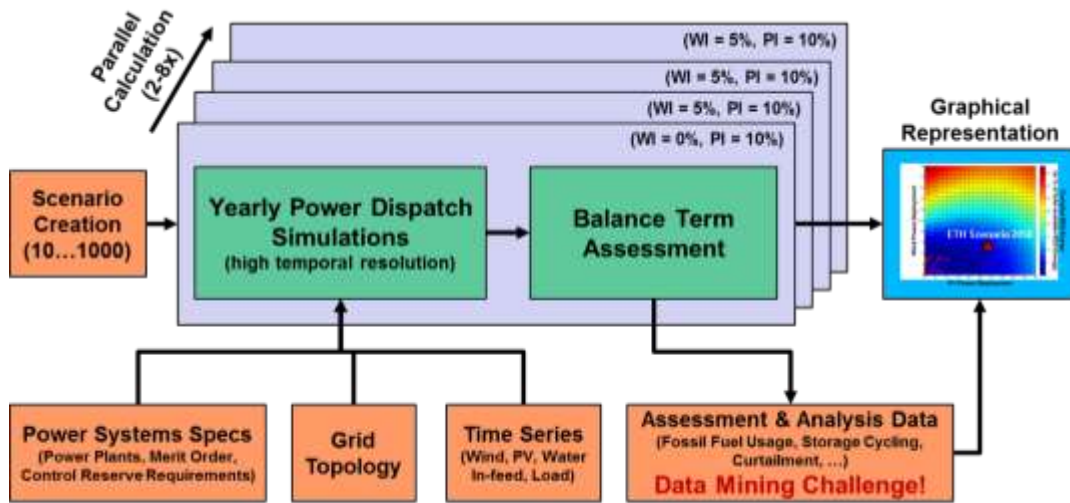 Parallel
Calculation
(2-8x)
(WI = 5%, PI = 10%)
(WI = 5%, PI = 10%)
(WI = 5%, PI = 10%)
(WI = 0%, PI = 10%)
Scenario
Creation
(10...1000)
Yearly Power Dispatch
Simulations
(high temporal resolution)
Balance Term
Assessment
Graphical
Representation
ETH Scenario
Power Systems Specs
(Power Plants, Merit Order,
Control Reserve Requirements)
Grid
Topology
Time Series
(Wind, PV, Water
In-feed, Load)
Assessment & Analysis Data
(Fossil Fuel Usage, Storage Cycling,
Curtailment, ...)
Data Mining Challenge!